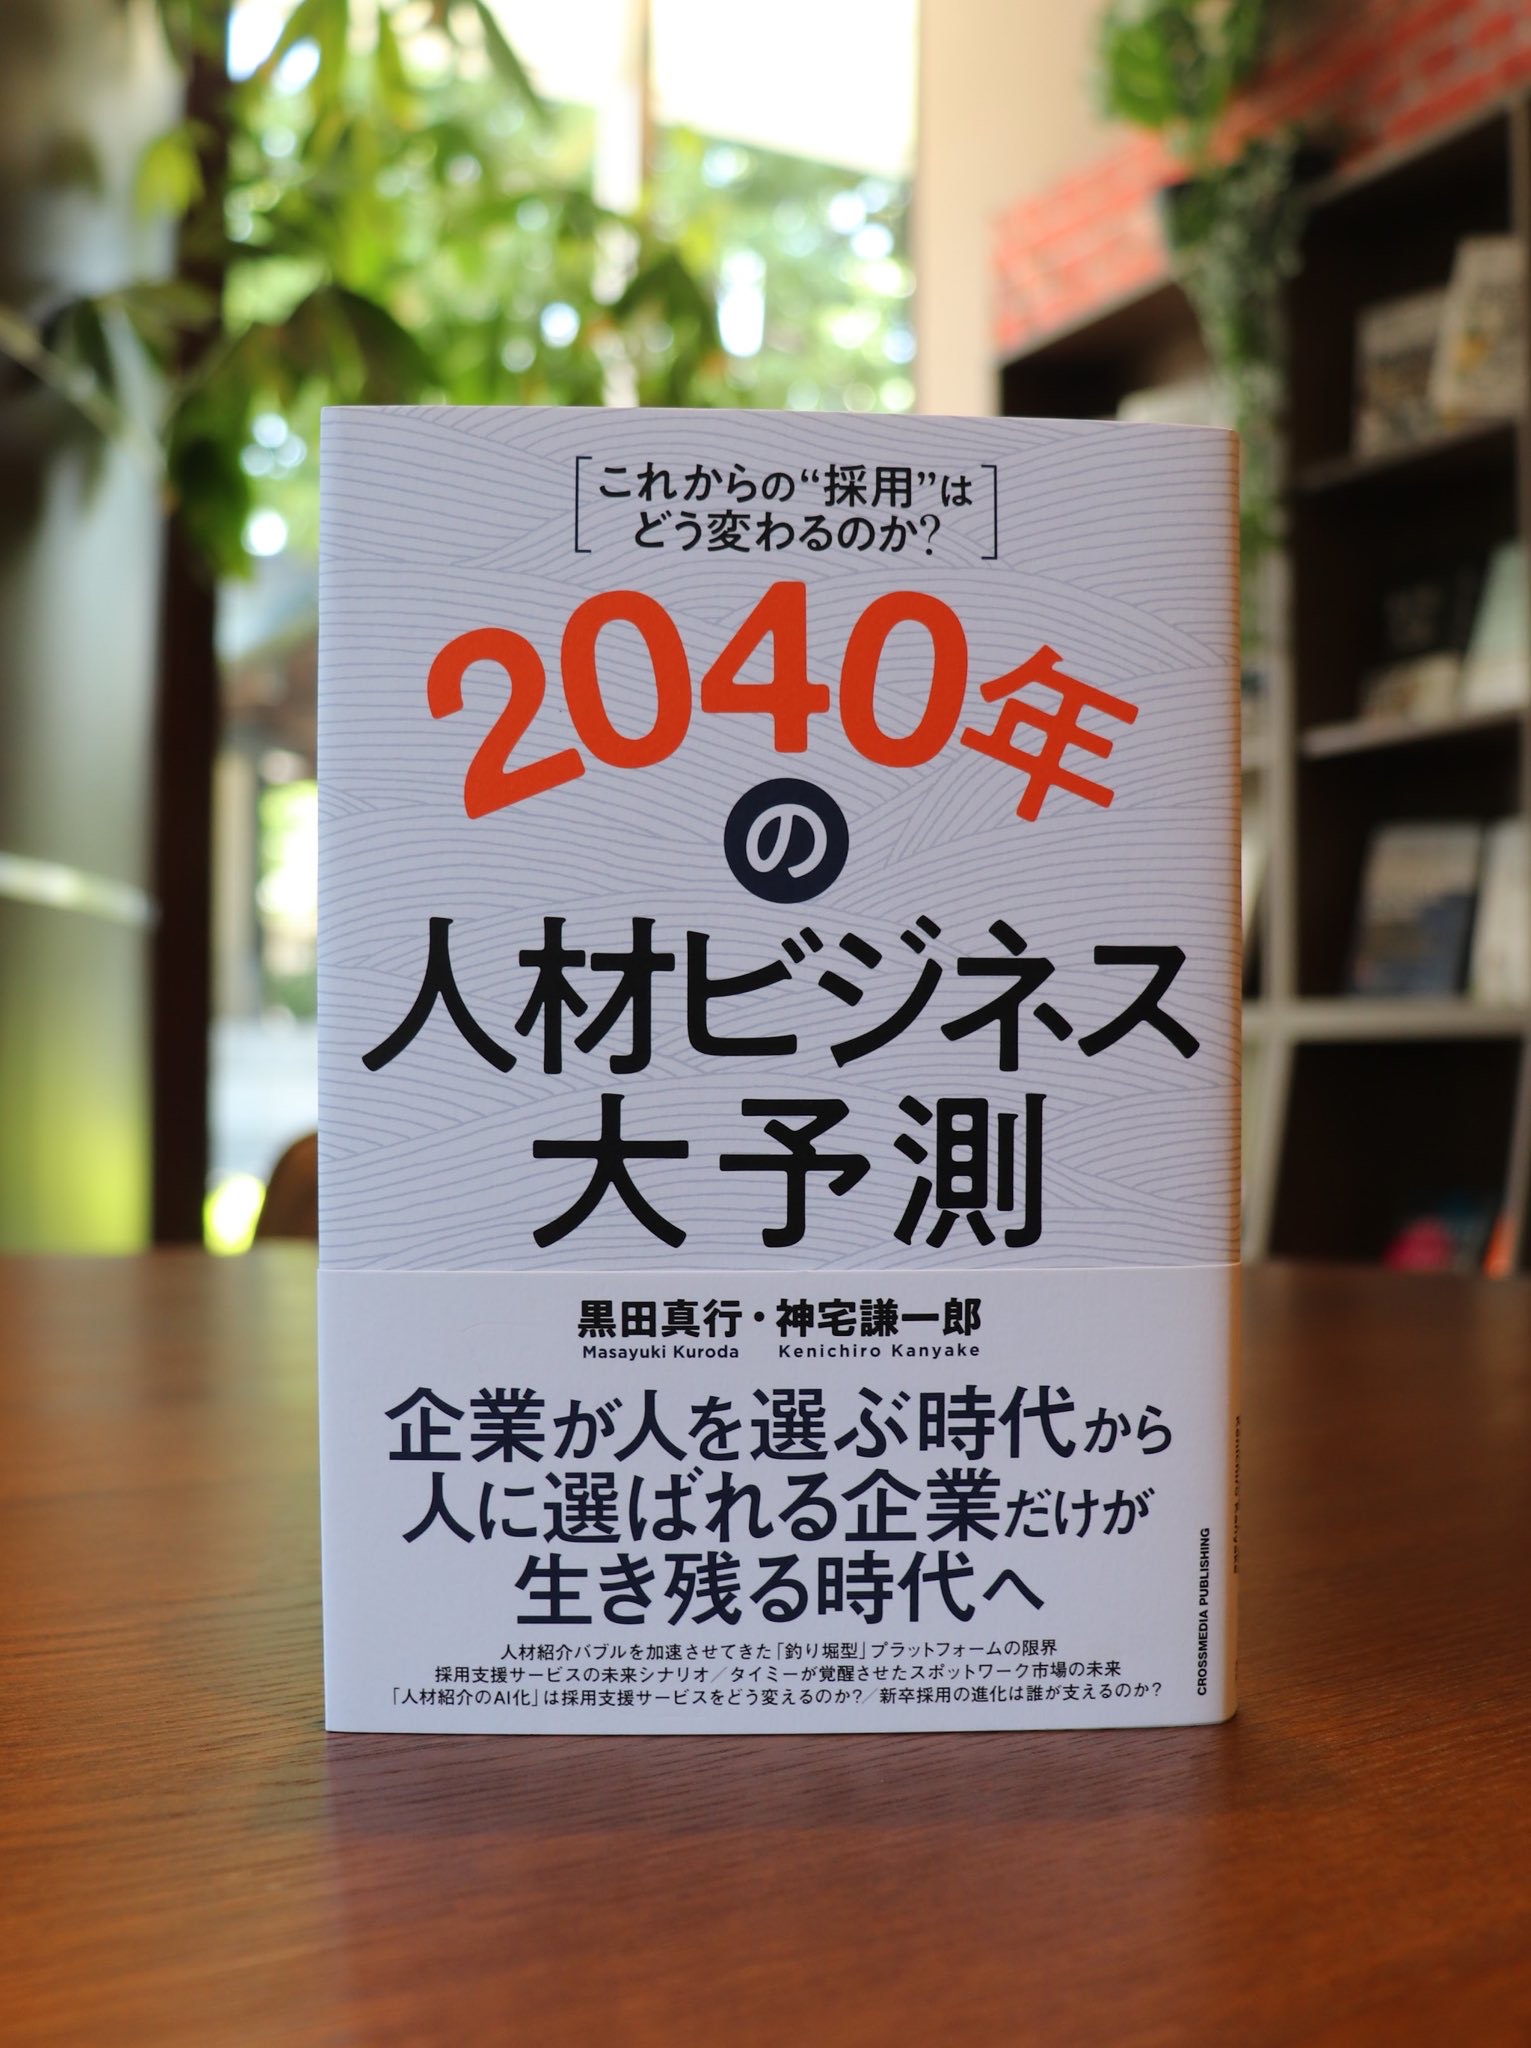 これからの“採用”は
どう変わるのか?
2040年
の
人材ビジネス
大予測
黒田真行・神宅謙一郎
Masayuki Kuroda Kenichiro Kanyake
企業が人を選ぶ時代から
人に選ばれる企業だけが
生き残る時代へ
人材紹介バブルを加速させてきた「釣り堀型」プラットフォームの限界
採用支援サービスの未来シナリオ/タイミーが覚醒させたスポットワーク市場の未来
「人材紹介のAI化」は採用支援サービスをどう変えるのか?/新卒採用の進化は誰が支えるのか?
CROSSMEDIA PUBLISHING
Kenichiro Kanyake